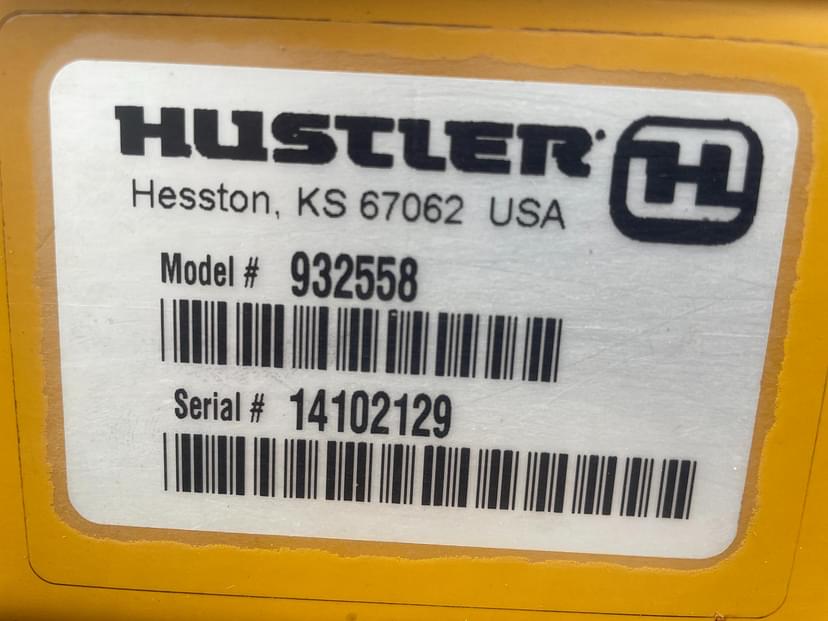 HUSTLER
H
Hesston, KS 67062 USA
Model # 932558
Serial # 14102129